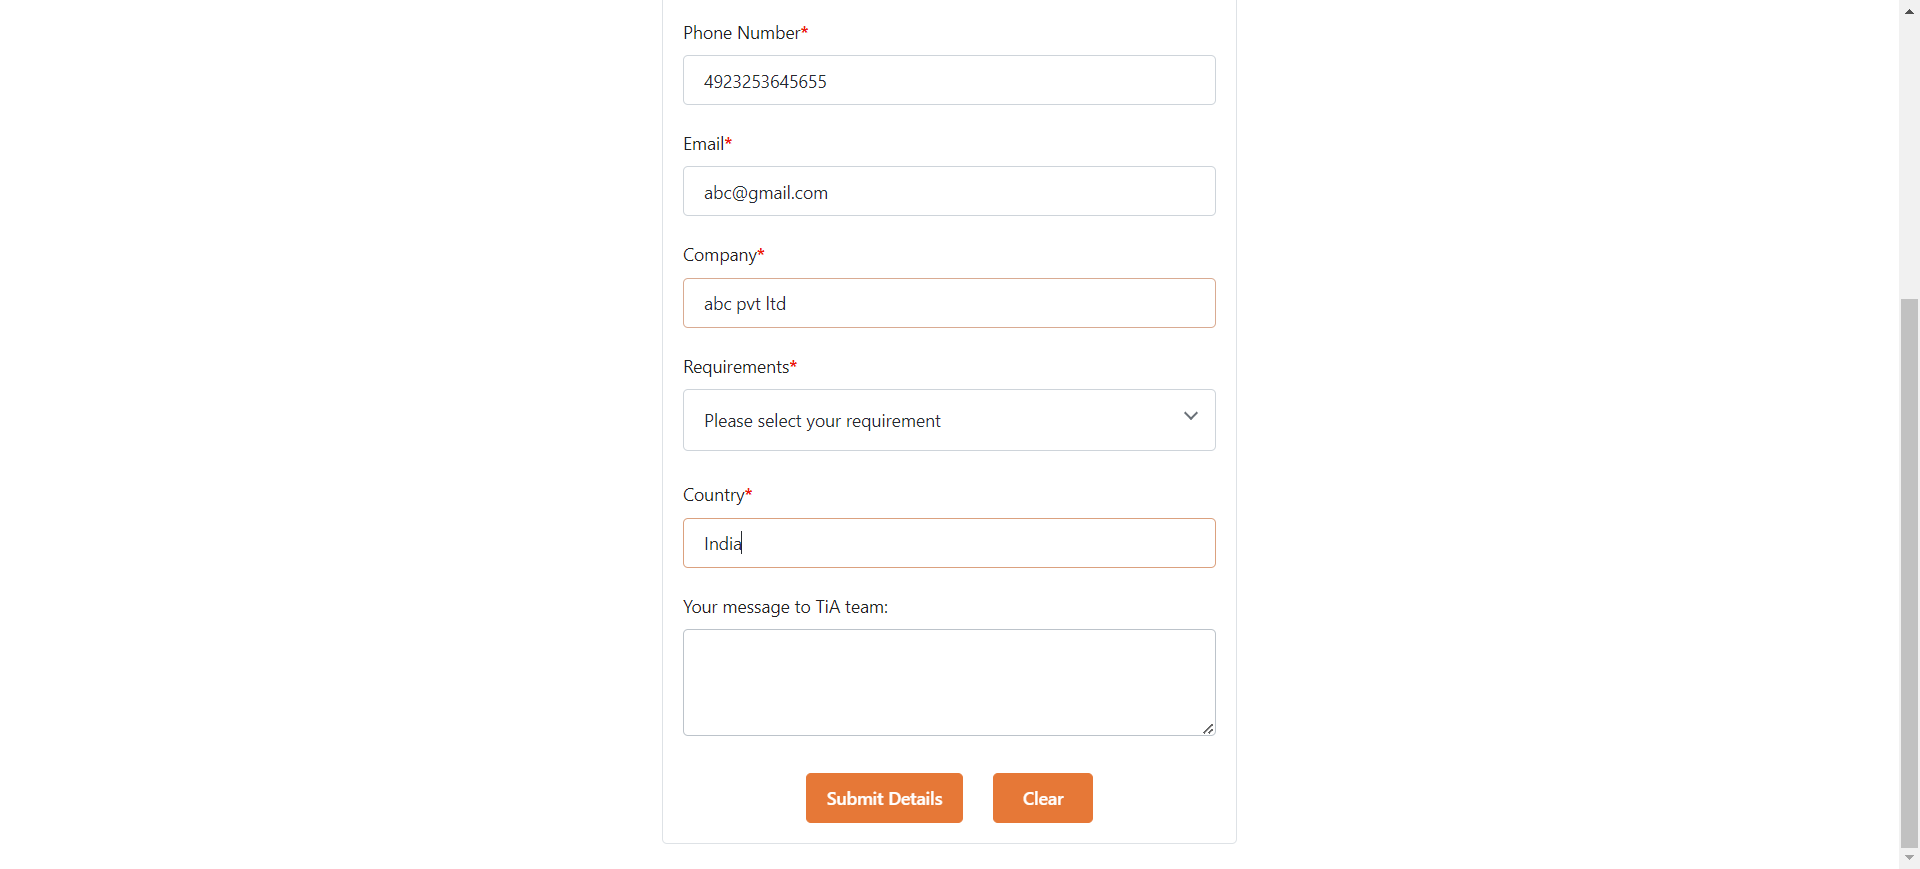 Phone Number*
4923253645655
Email*
abc@gmail.com
Company*
abc pvt ltd
Requirements*
Please select your requirement
Country*
India
Your message to TiA team:
Submit Details
Clear